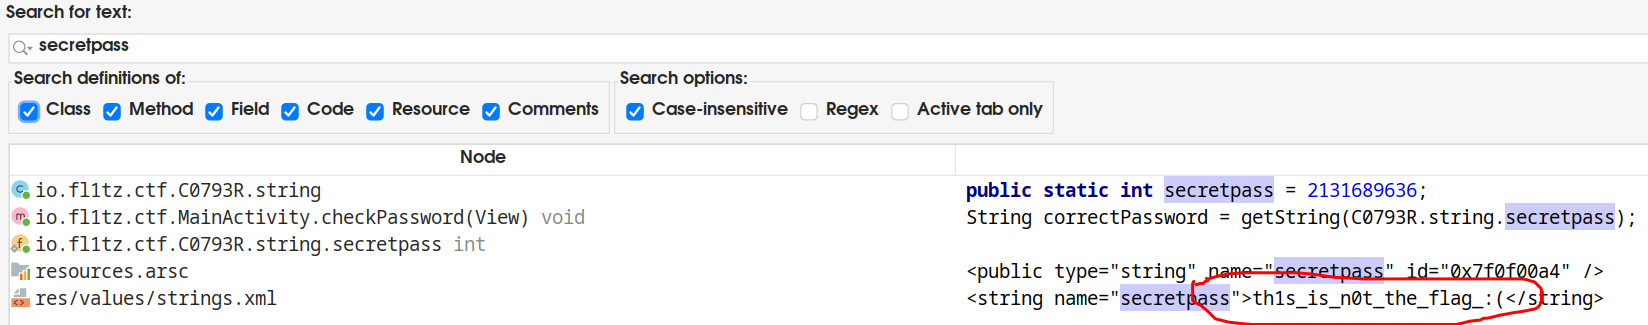 Search for text:
secretpass
Search definitions of: Search options:
Class Method Field Code Resource Comments Case-insensitive Regex Active tab only
Node
io.fl1tz.ctf.C0793R.string public static int secretpass = 2131689636;
io.fl1tz.ctf.MainActivity.checkPassword(View) void String correctPassword = getString(C0793R.string.secretpass);
io.fl1tz.ctf.C0793R.string.secretpass int
resources.arsc <public type="string" name="secretpass" id="0x7f0f00a4" />
res/values/strings.xml <string name="secretpass">th1s_is_n0t_the_flag_:(</string>